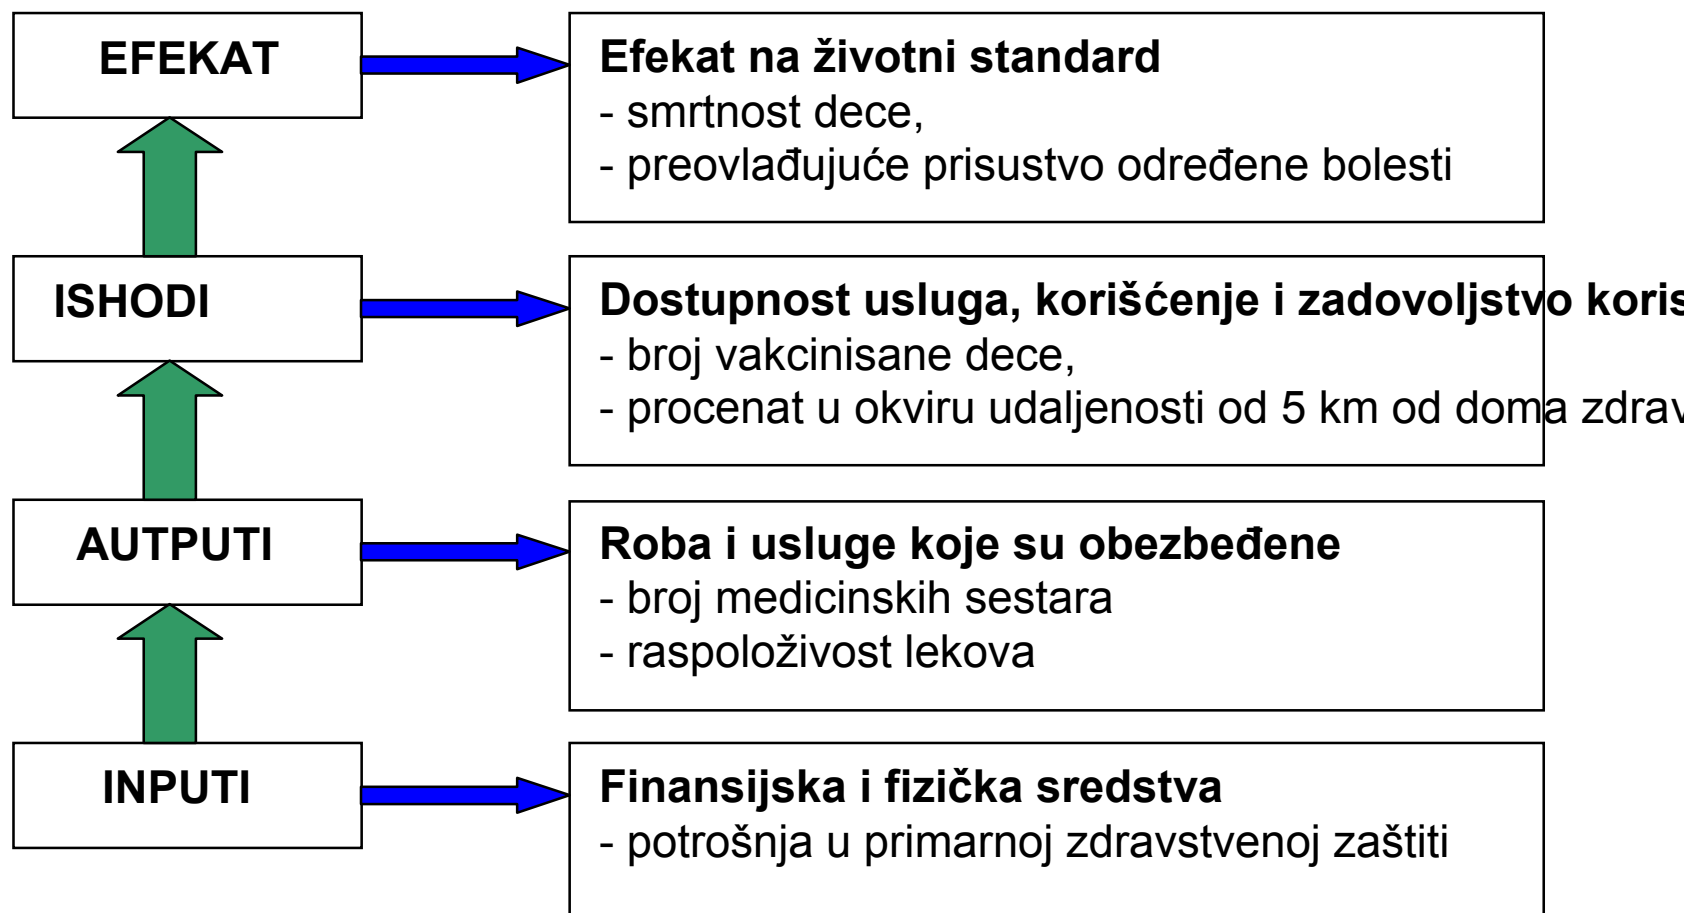 EFEKAT
Efekat na životni standard
- smrtnost dece,
- preovlađujuće prisustvo određene bolesti
ISHODI
Dostupnost usluga, korišćenje i zadovoljstvo
- broj vakcinisane dece,
- procenat u okviru udaljenosti od 5 km od doma
AUTPUTI
Roba i usluge koje su obezbeđene
- broj medicinskih sestara
- raspoloživost lekova
INPUTI
Finansijska i fizička sredstva
- potrošnja u primarnoj zdravstvenoj zaštiti